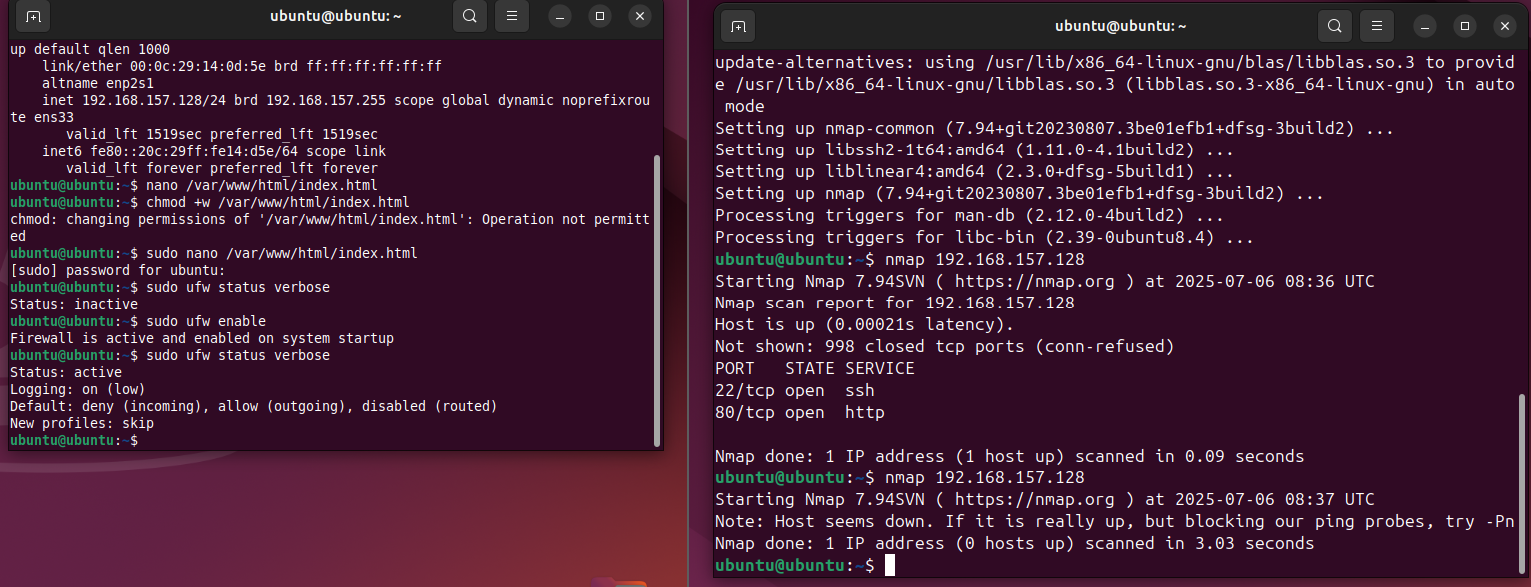 ubuntu@ubuntu: ~
up default qlen 1000
    link/ether 00:0c:29:14:0d:5e brd ff:ff:ff:ff:ff:ff
    altname enp2s1
    inet 192.168.157.128/24 brd 192.168.157.255 scope global dynamic noprefixrou
te ens33
       valid_lft 1519sec preferred_lft 1519sec
    inet6 fe80::20c:29ff:fe14:d5e/64 scope link
       valid_lft forever preferred_lft forever
ubuntu@ubuntu:~$ nano /var/www/html/index.html
ubuntu@ubuntu:~$ chmod +w /var/www/html/index.html
chmod: changing permissions of '/var/www/html/index.html': Operation not permitt
ed
ubuntu@ubuntu:~$ sudo nano /var/www/html/index.html
[sudo] password for ubuntu:
ubuntu@ubuntu:~$ sudo ufw status verbose
Status: inactive
ubuntu@ubuntu:~$ sudo ufw enable
Firewall is active and enabled on system startup
ubuntu@ubuntu:~$ sudo ufw status verbose
Status: active
Logging: on (low)
Default: deny (incoming), allow (outgoing), disabled (routed)
New profiles: skip
ubuntu@ubuntu:~$
ubuntu@ubuntu: ~
update-alternatives: using /usr/lib/x86_64-linux-gnu/blas/libblas.so.3 to provid
e /usr/lib/x86_64-linux-gnu/libblas.so.3 (libblas.so.3-x86_64-linux-gnu) in auto
 mode
Setting up nmap-common (7.94+git20230807.3be01efb1+dfsg-3build2) ...
Setting up libssh2-1t64:amd64 (1.11.0-4.1build2) ...
Setting up liblinear4:amd64 (2.3.0+dfsg-5build1) ...
Setting up nmap (7.94+git20230807.3be01efb1+dfsg-3build2) ...
Processing triggers for man-db (2.12.0-4build2) ...
Processing triggers for libc-bin (2.39-0ubuntu8.4) ...
ubuntu@ubuntu:~$ nmap 192.168.157.128
Starting Nmap 7.94SVN ( https://nmap.org ) at 2025-07-06 08:36 UTC
Nmap scan report for 192.168.157.128
Host is up (0.00021s latency).
Not shown: 998 closed tcp ports (conn-refused)
PORT   STATE SERVICE
22/tcp open  ssh
80/tcp open  http
Nmap done: 1 IP address (1 host up) scanned in 0.09 seconds
ubuntu@ubuntu:~$ nmap 192.168.157.128
Starting Nmap 7.94SVN ( https://nmap.org ) at 2025-07-06 08:37 UTC
Note: Host seems down. If it is really up, but blocking our ping probes, try -Pn
Nmap done: 1 IP address (0 hosts up) scanned in 3.03 seconds
ubuntu@ubuntu:~$